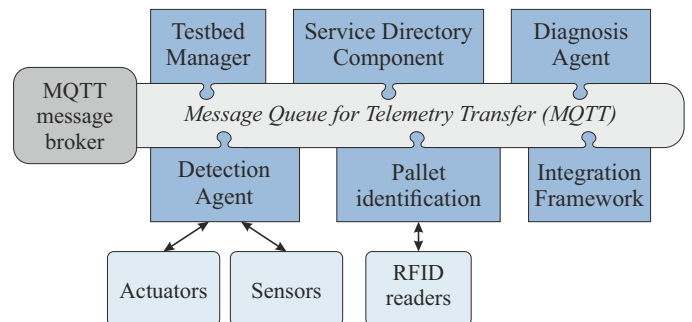 Testbed
Manager
Service Directory
Component
Diagnosis
Agent
MQTT
message
broker
Message Queue for Telemetry Transfer (MQTT)
Detection
Agent
Pallet
identification
Integration
Framework
Actuators
Sensors
RFID
readers